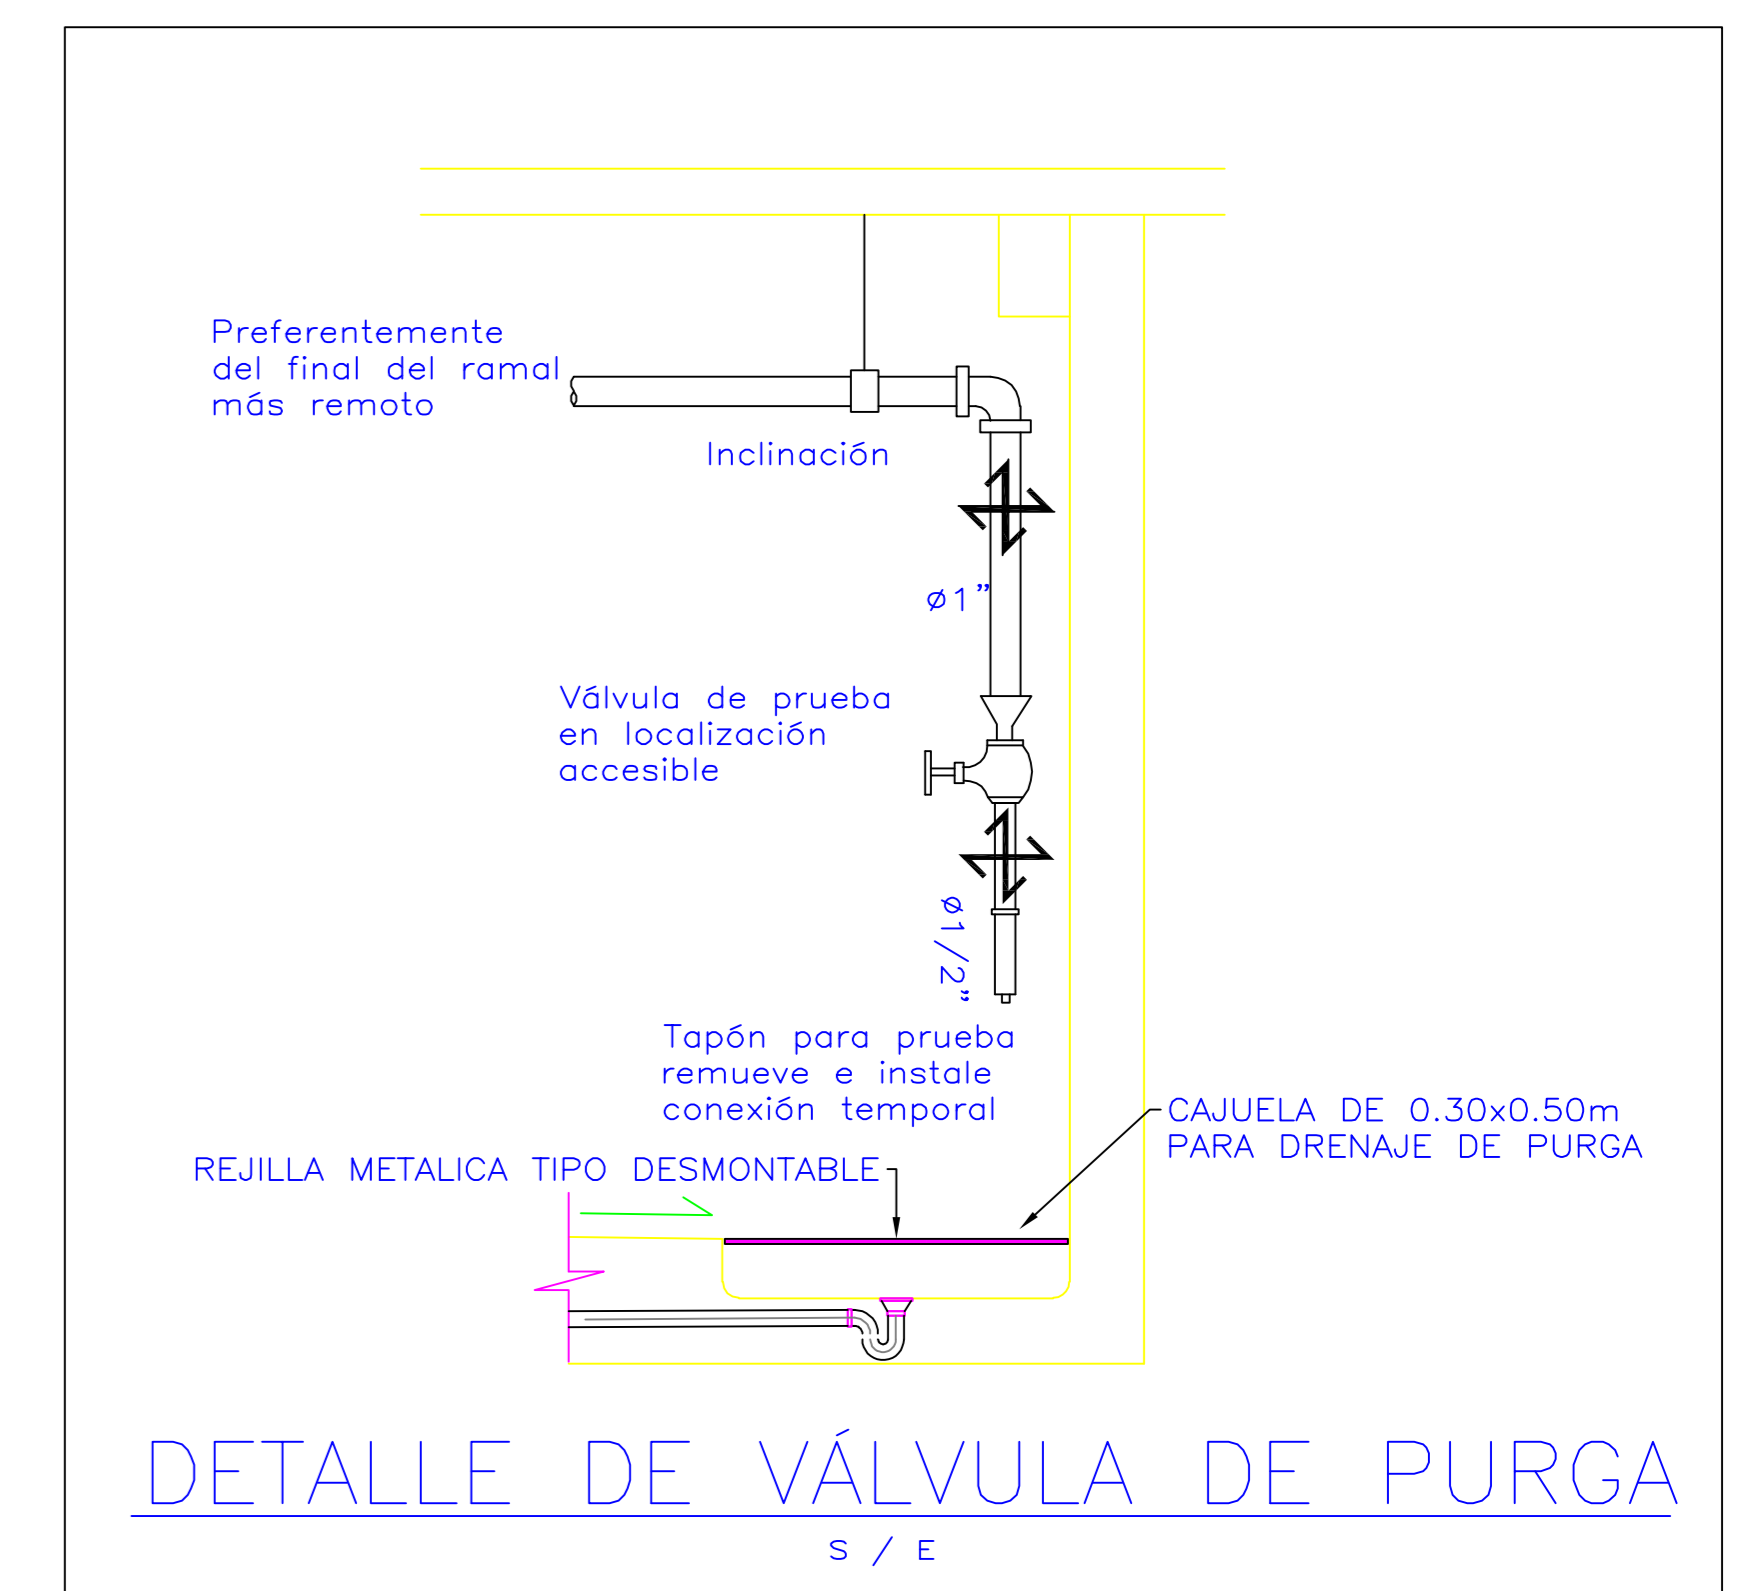 Preferentemente
del final del ramal
más remoto
Inclinación
ø1”
Válvula de prueba
en localización
accesible
ø1/2”
Tapón para prueba
remueve e instale
conexión temporal
CAJUELA DE 0.30x0.50m
PARA DRENAJE DE PURGA
REJILLA METALICA TIPO DESMONTABLE
DETALLE DE VÁLVULA DE PURGA
S / E